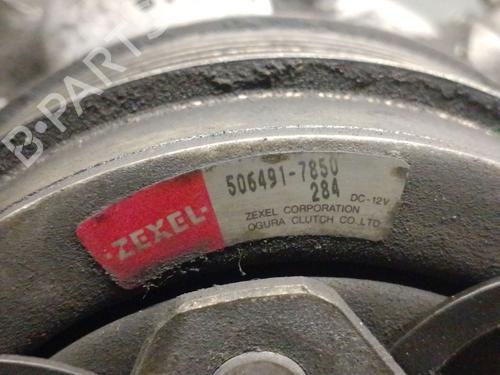 B-PARTS
ZEXEL
506491-7850
284
DC-12V
ZEXEL CORPORATION
OGURA CLUTCH CO.,LTD